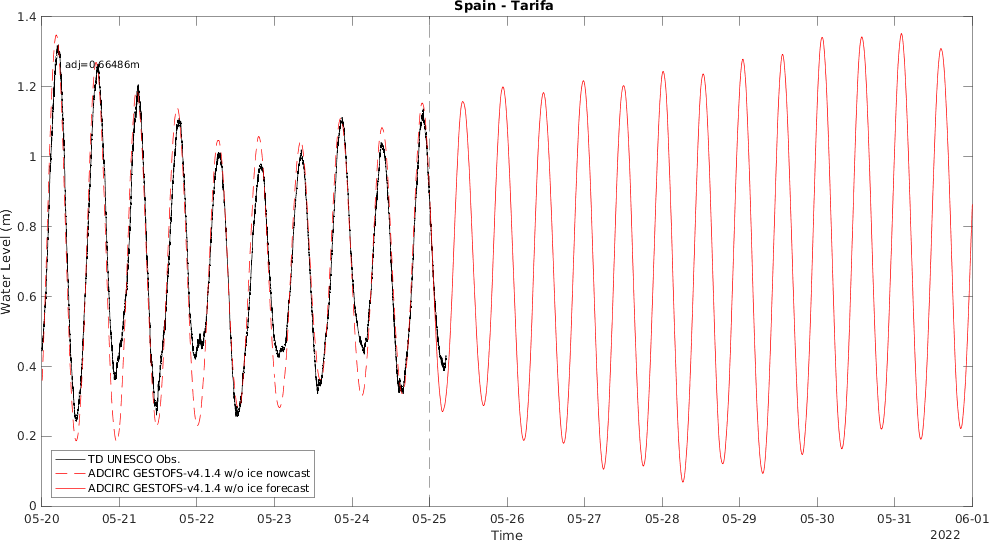 Spain - Tarifa
adj=0.66486m
Water Level (m)
1.4
1.2
1
0.8
0.6
0.4
0.2
0
TD UNESCO Obs.
ADCIRC GESTOFS-v4.1.4 w/o ice nowcast
ADCIRC GESTOFS-v4.1.4 w/o ice forecast
05-20 05-21 05-22 05-23 05-24 05-25 05-26 05-27 05-28 05-29 05-30 05-31 06-01
Time
2022